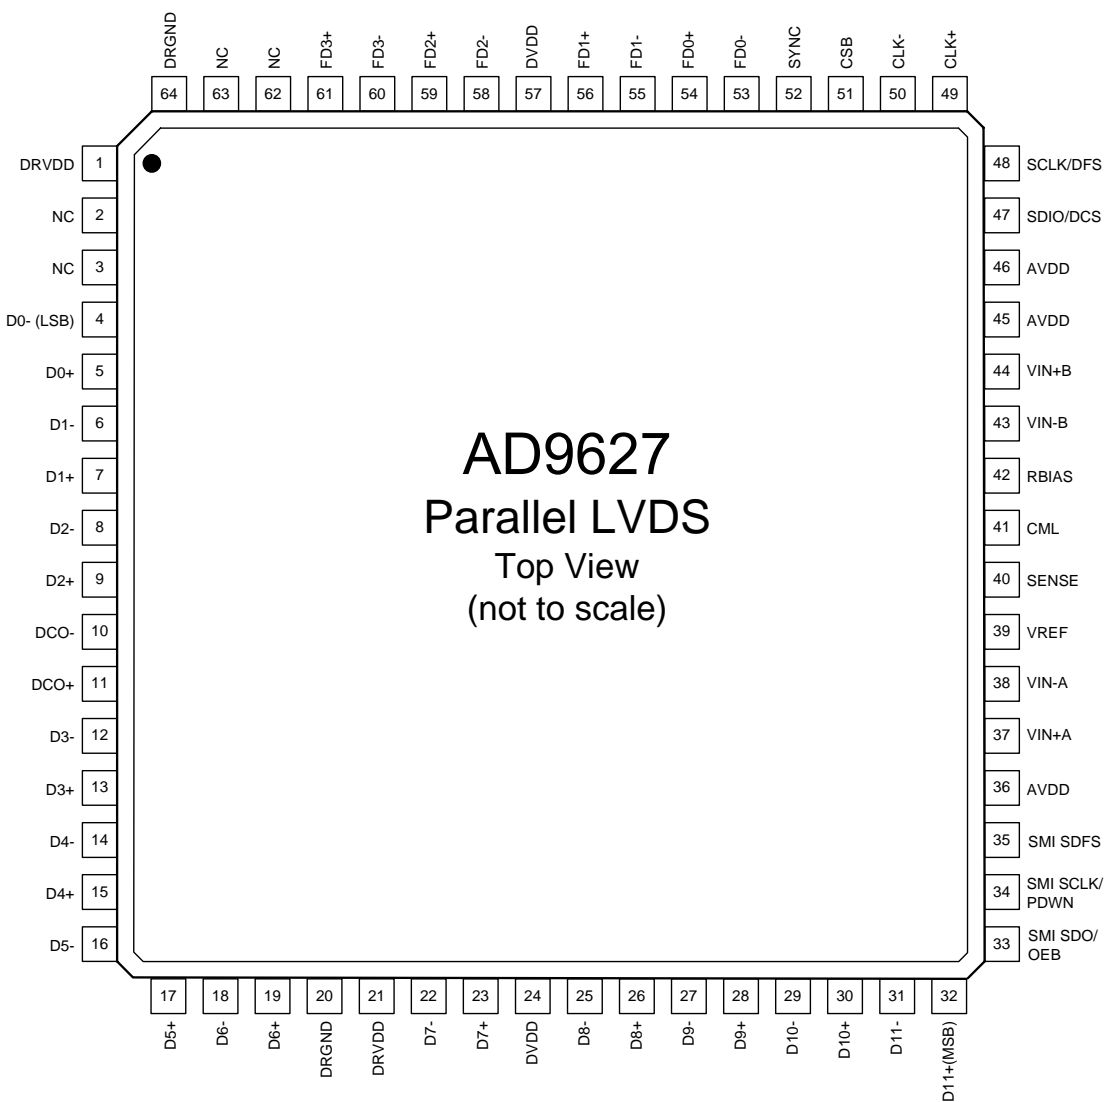 DRGND
NC
NC
FD3+
FD3-
FD2+
FD2-
DVDD
FD1+
FD1-
FD0+
FD0-
SYNC
CSB
CLK-
CLK+
64 63 62 61 60 59 58 57 56 55 54 53 52 51 50 49
DRVDD 1
NC 2
NC 3
D0- (LSB) 4
D0+ 5
D1- 6
D1+ 7
D2- 8
D2+ 9
DCO- 10
DCO+ 11
D3- 12
D3+ 13
D4- 14
D4+ 15
D5- 16
AD9627
Parallel LVDS
Top View
(not to scale)
48 SCLK/DFS
47 SDIO/DCS
46 AVDD
45 AVDD
44 VIN+B
43 VIN-B
42 RBIAS
41 CML
40 SENSE
39 VREF
38 VIN-A
37 VIN+A
36 AVDD
35 SMI SDFS
34 SMI SCLK/
PDWN
33 SMI SDO/
OEB
17 18 19 20 21 22 23 24 25 26 27 28 29 30 31 32
D5+
D6-
D6+
DRGND
DRVDD
D7-
D7+
DVDD
D8-
D8+
D9-
D9+
D10-
D10+
D11-
D11+(MSB)